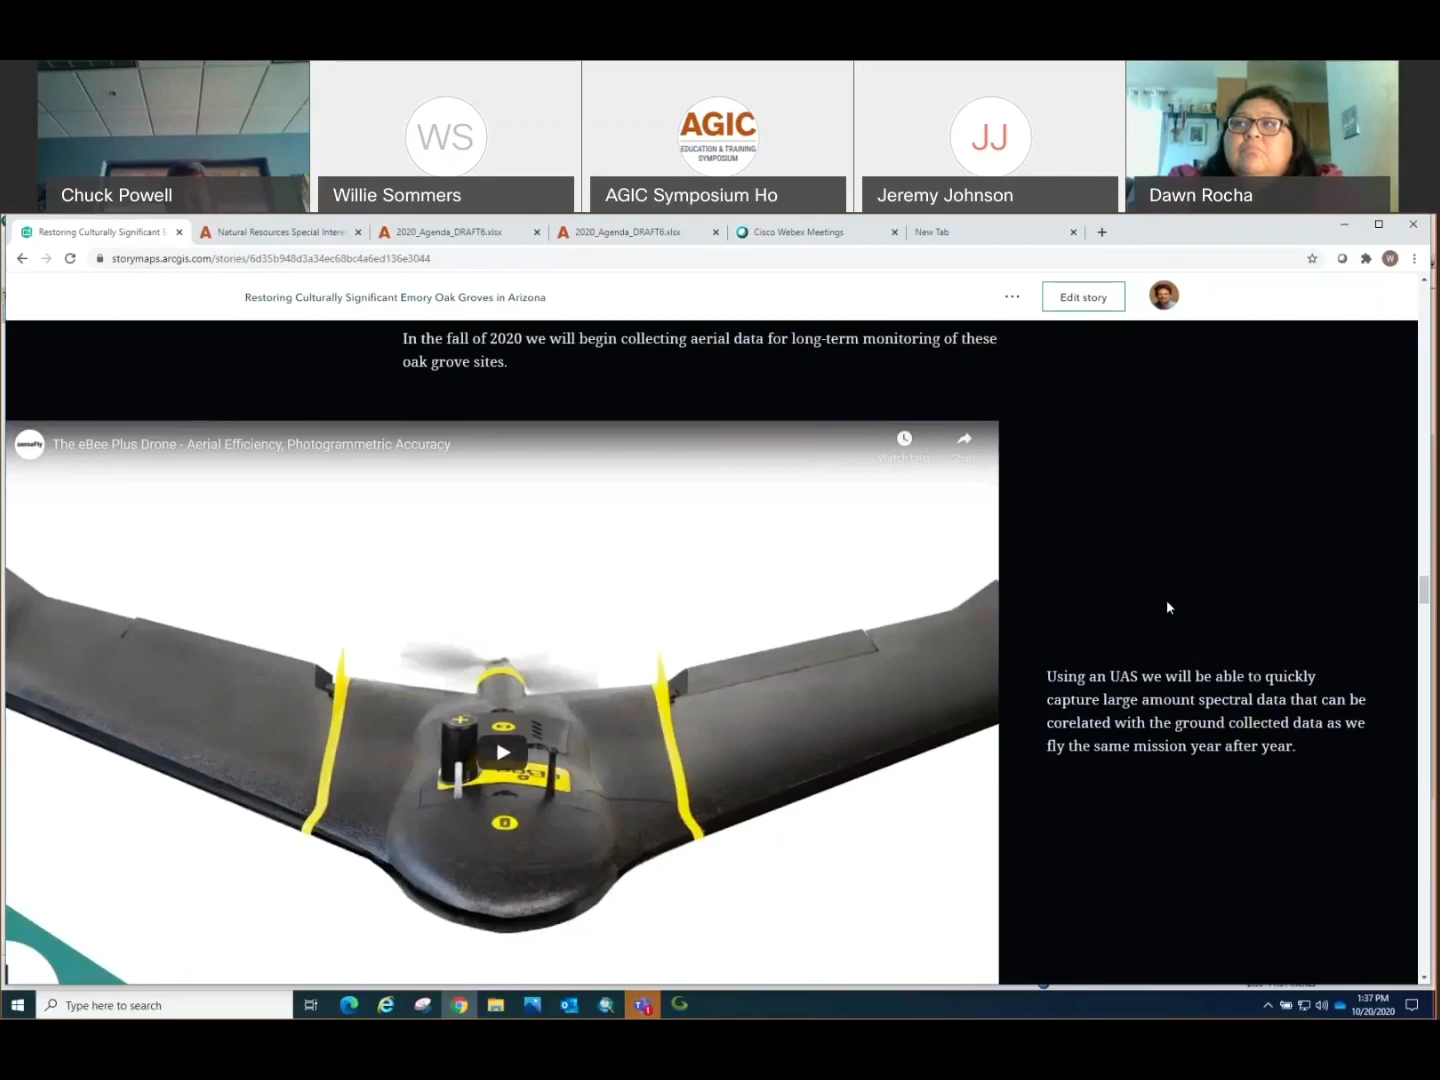 WS
AGIC
EDUCATION & TRAINING
SYMPOSIUM
JJ
Chuck Powell
Willie Sommers
AGIC Symposium Ho
Jeremy Johnson
Dawn Rocha
Restoring Culturally Significant E
Natural Resources Special Intere
2020_Agenda_DRAFT6.xlsx
2020_Agenda_DRAFT6.xlsx
Cisco Webex Meetings
New Tab
storymaps.arcgis.com/stories/6d35b948d3a34ec68bc4a6ed136e3044
W
Restoring Culturally Significant Emory Oak Groves in Arizona
Edit story
In the fall of 2020 we will begin collecting aerial data for long-term monitoring of these
oak grove sites.
senseFly
The eBee Plus Drone - Aerial Efficiency, Photogrammetric Accuracy
Watch later
Share
Using an UAS we will be able to quickly
capture large amount spectral data that can be
corelated with the ground collected data as we
fly the same mission year after year.
Type here to search
1:37 PM
10/20/2020